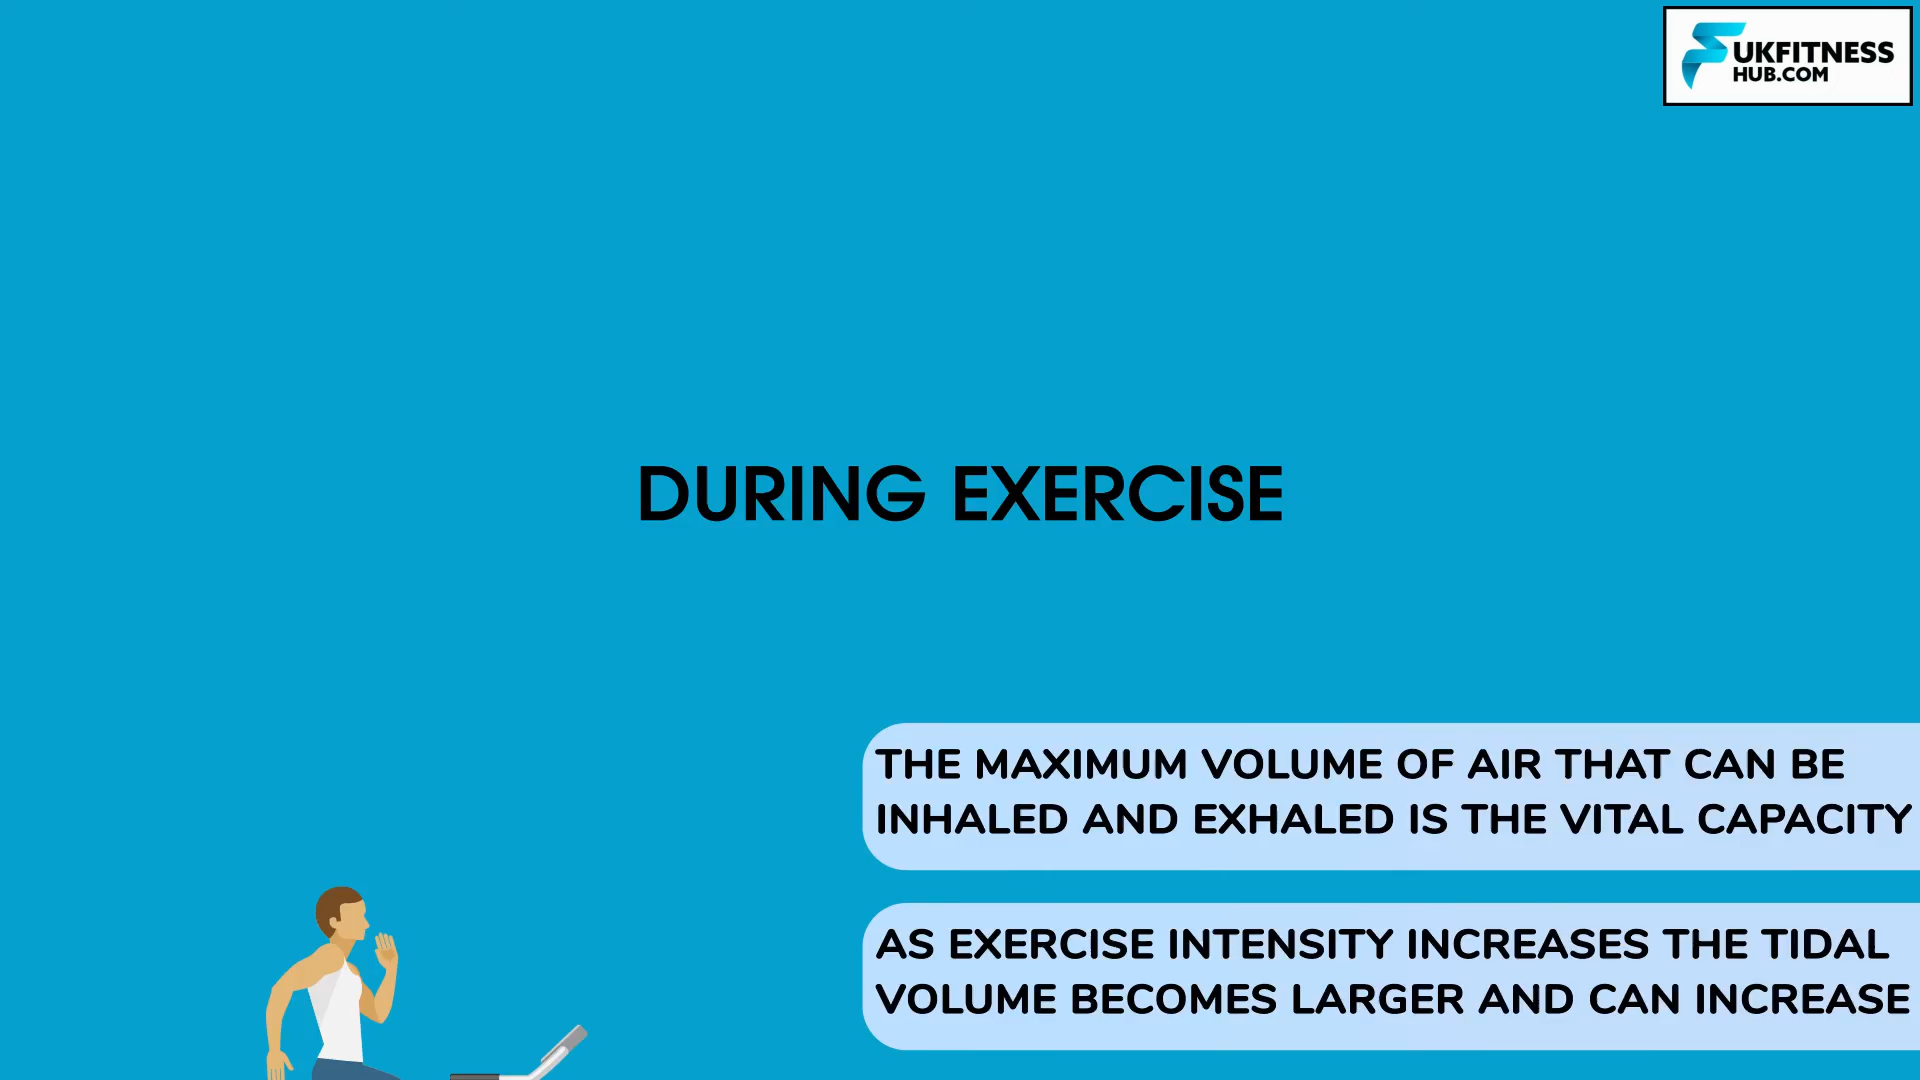 UKFITNESS
HUB.COM
DURING EXERCISE
THE MAXIMUM VOLUME OF AIR THAT CAN BE
INHALED AND EXHALED IS THE VITAL CAPACITY
AS EXERCISE INTENSITY INCREASES THE TIDAL
VOLUME BECOMES LARGER AND CAN INCREASE